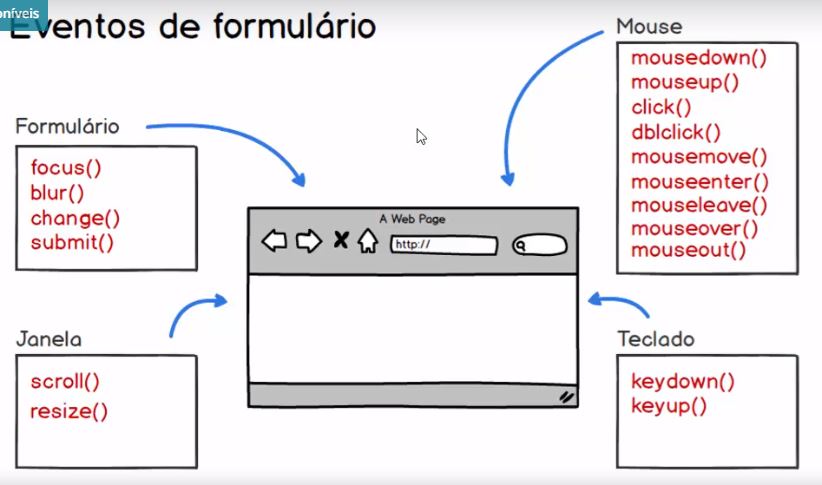 oníveis
Eventos de formulário
Formulário
focus()
blur()
change()
submit()
Mouse
mousedown()
mouseup()
click()
dblclick()
mousemove()
mouseenter()
mouseleave()
mouseover()
mouseout()
A Web Page
http://
Janela
scroll()
resize()
Teclado
keydown()
keyup()